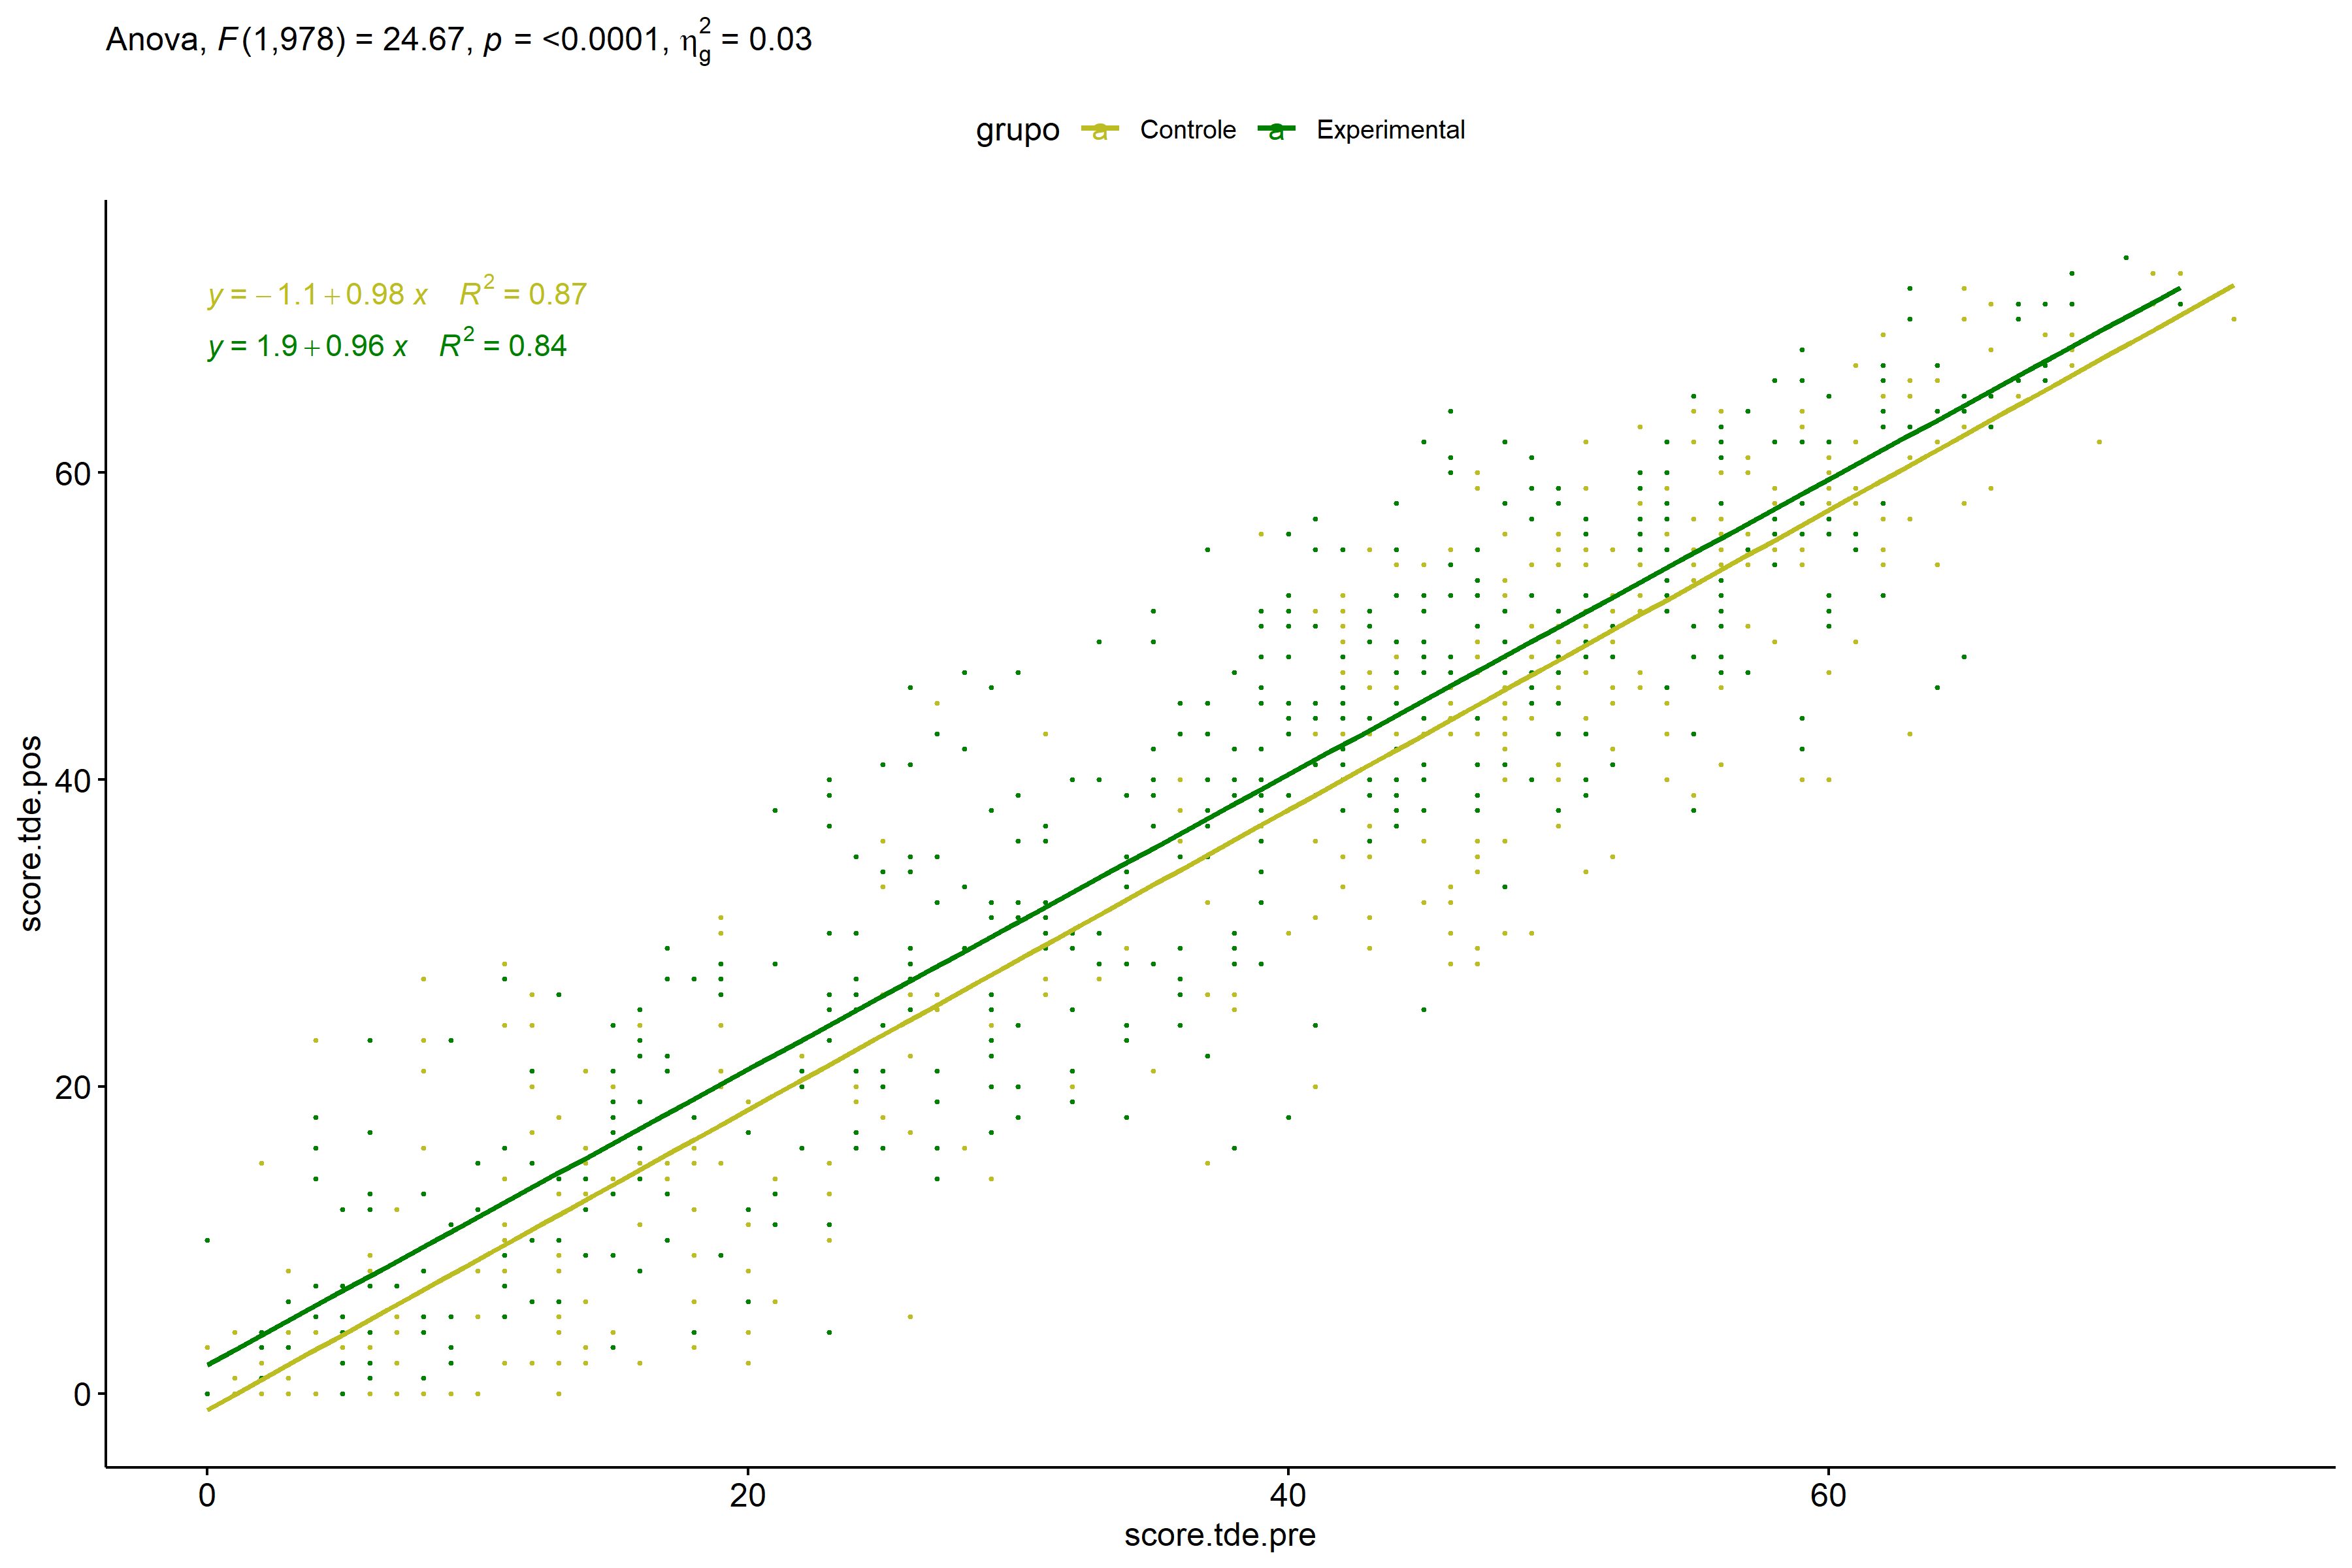 Anova, F(1,978) = 24.67, p = <0.0001, η²g = 0.03
grupo a Controle a Experimental
y = −1.1+0.98 x R² = 0.87
y = 1.9+0.96 x R² = 0.84
60
40
20
0
score.tde.pos
0 20 40 60
score.tde.pre